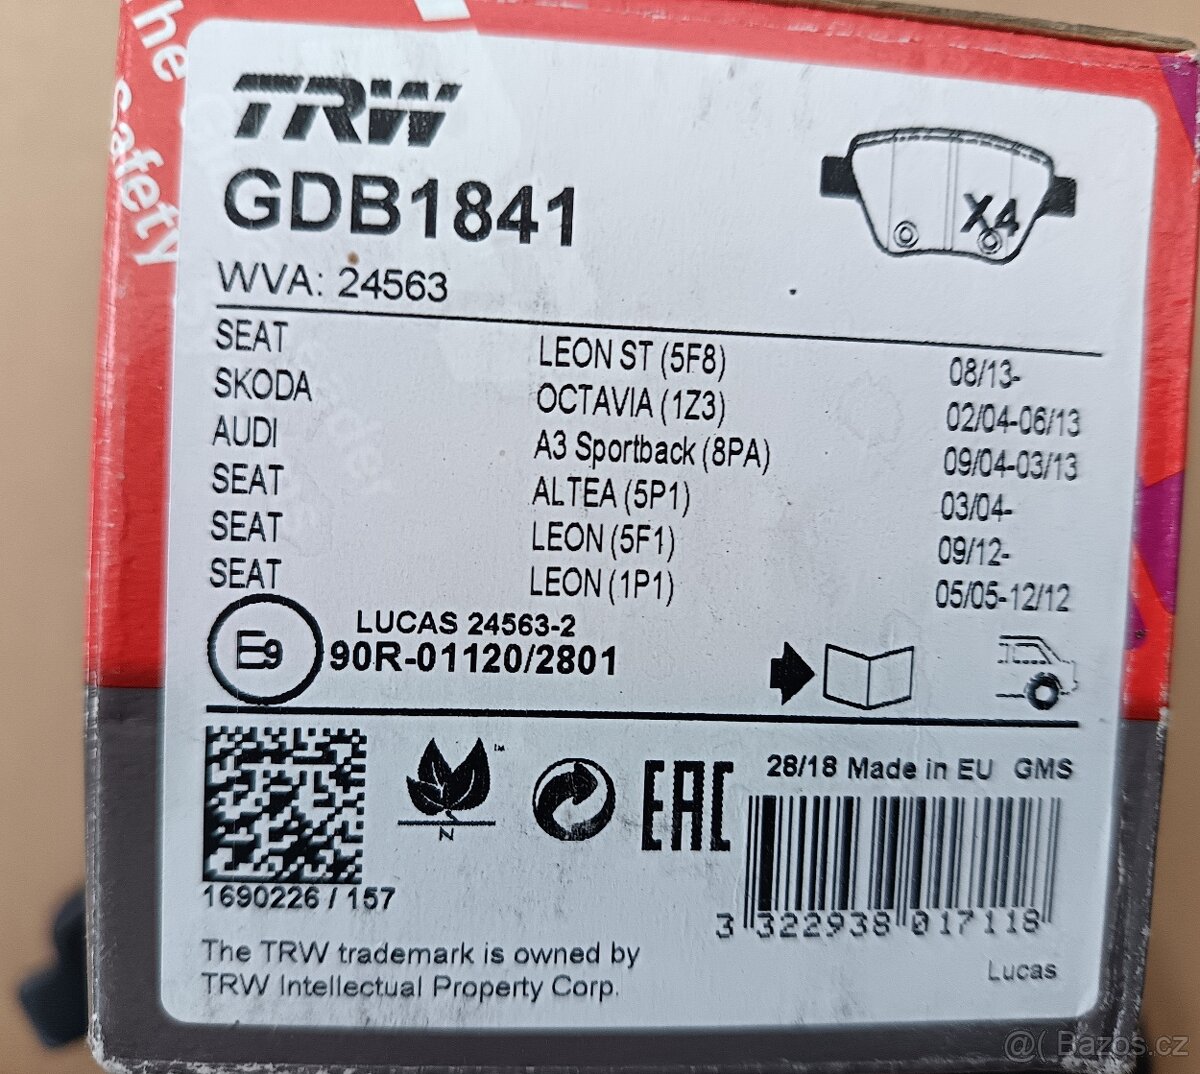 he
safety
TRW
GDB1841
WVA: 24563
X4
SEAT LEON ST (5F8) 08/13-
SKODA OCTAVIA (1Z3) 02/04-06/13
AUDI A3 Sportback (8PA) 09/04-03/13
SEAT ALTEA (5P1) 03/04-
SEAT LEON (5F1) 09/12-
SEAT LEON (1P1) 05/05-12/12
LUCAS 24563-2
E9 90R-01120/2801
28/18 Made in EU GMS
™
N
EAC
1690226 / 157
3 322938 017118
The TRW trademark is owned by
TRW Intellectual Property Corp.
Lucas
@( Bazos.cz